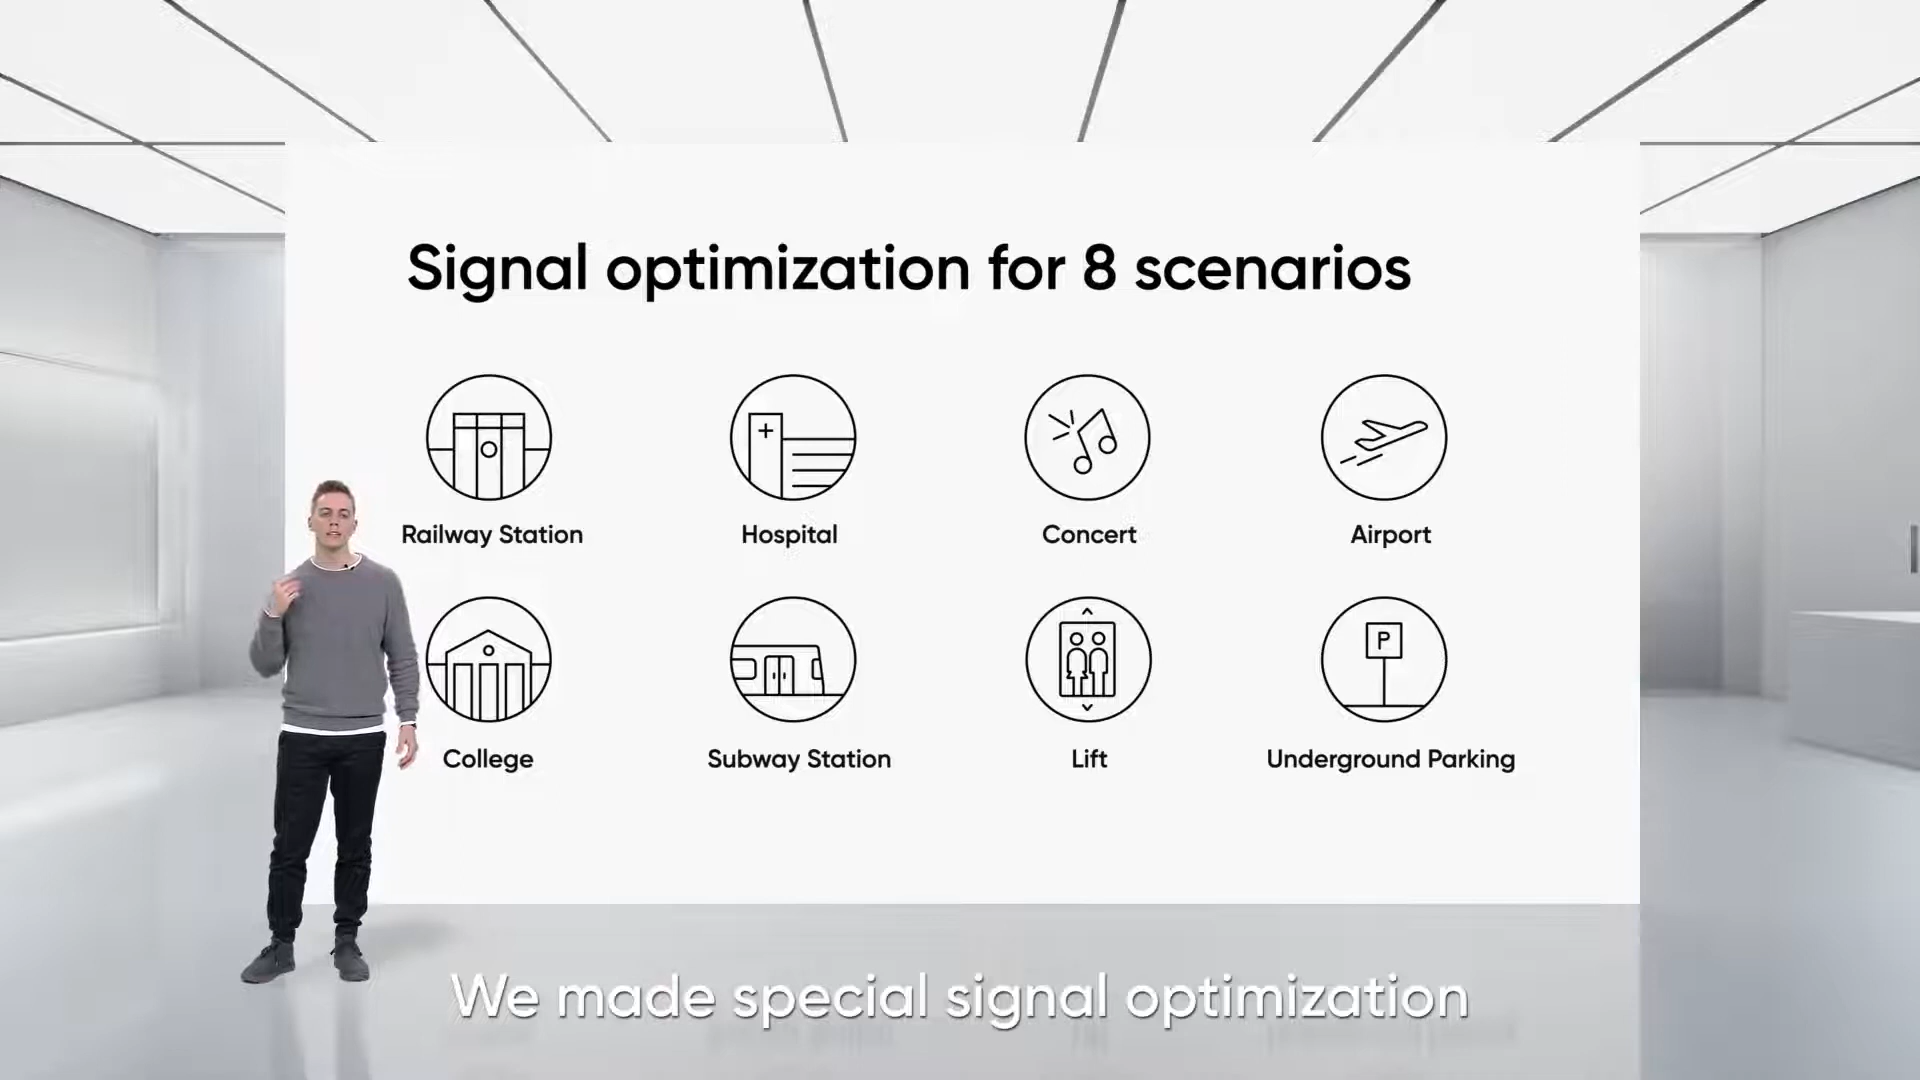 Signal optimization for 8 scenarios
Railway Station
Hospital
Concert
Airport
College
Subway Station
Lift
P
Underground Parking
We made special signal optimization